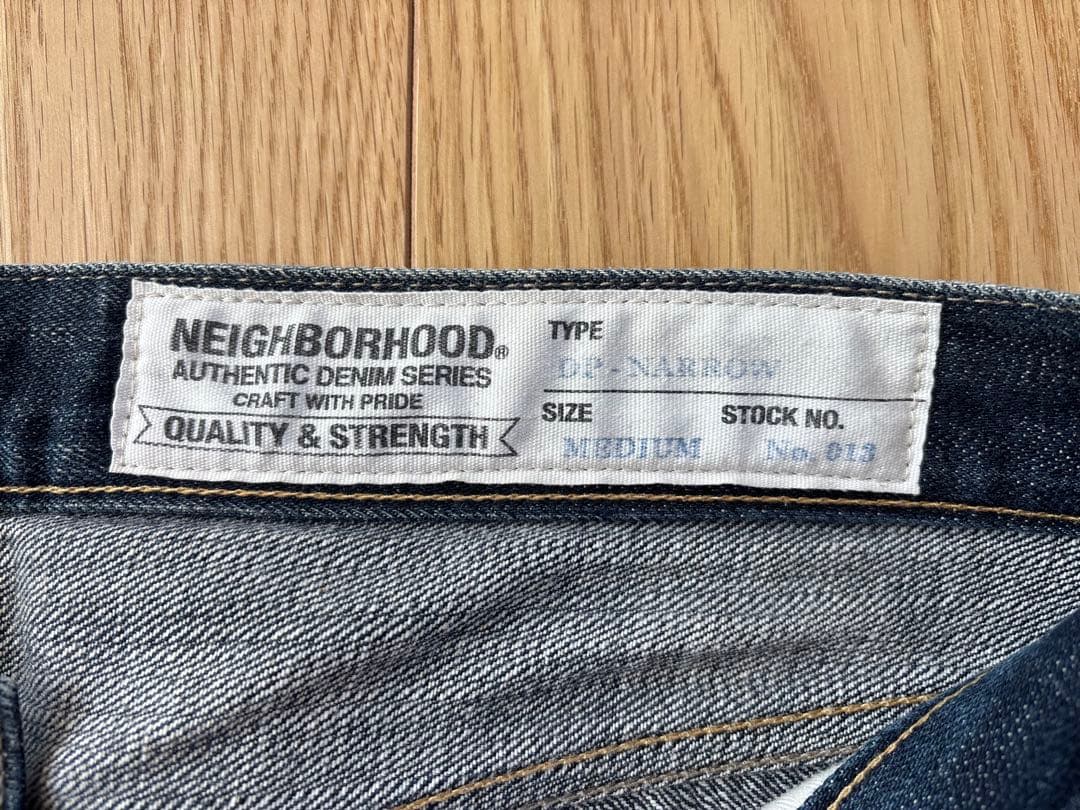 NEIGHBORHOOD®
AUTHENTIC DENIM SERIES
CRAFT WITH PRIDE
QUALITY & STRENGTH
TYPE
DP-NARROW
SIZE
MEDIUM
STOCK NO.
No. 013